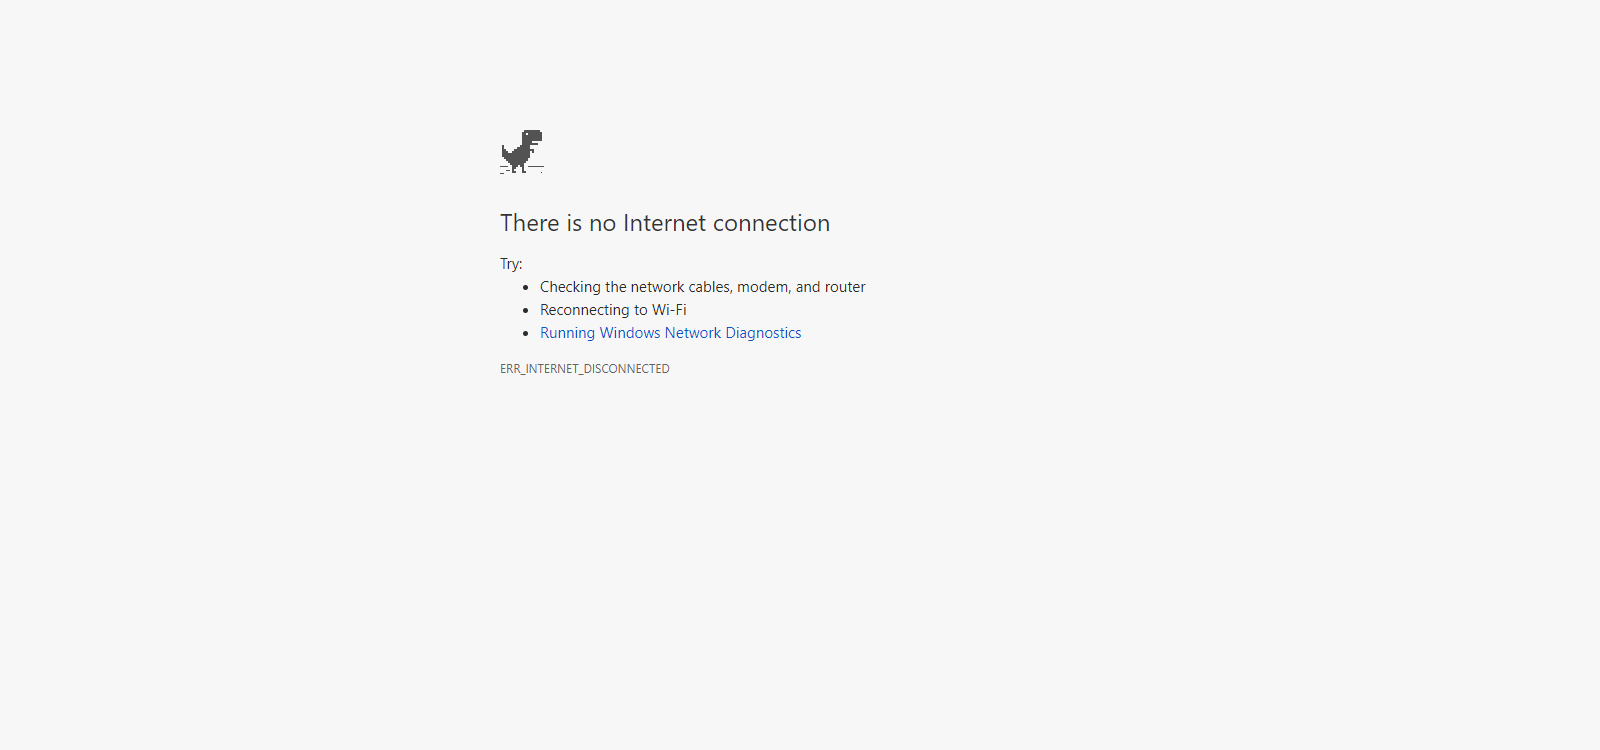 There is no Internet connection
Try:
Checking the network cables, modem, and router
Reconnecting to Wi-Fi
Running Windows Network Diagnostics
ERR_INTERNET_DISCONNECTED